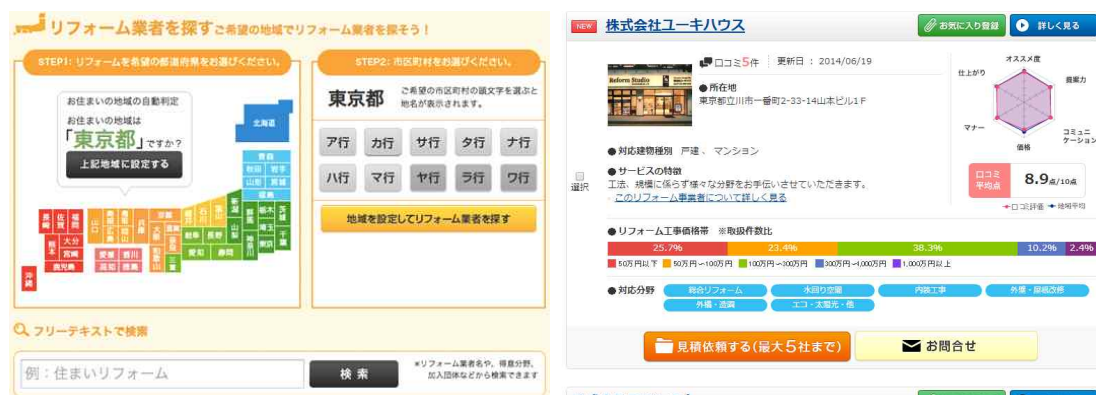 リフォーム業者を探す ご希望の地域でリフォーム業者を探そう！
STEP1: リフォームを希望の都道府県をお選びください。
お住まいの地域の自動判定
お住まいの地域は
「東京都」ですか？
上記地域に設定する
北海道
青森
秋田 岩手
山形 宮城
福島
長崎 佐賀 福岡
熊本 大分
宮崎
鹿児島
沖縄
山口
兵庫
京都
大阪
和歌山
三重
愛媛 香川
高知 徳島
石川
富山
岐阜 長野
愛知 静岡
新潟
群馬 栃木 茨城
山梨 埼玉 千葉
東京
神奈川
STEP2: 市区町村をお選びください。
東京都
ご希望の市区町村の頭文字を選ぶと
地名が表示されます。
ア行 カ行 サ行 タ行 ナ行
ハ行 マ行 ヤ行 ラ行 ワ行
地域を設定してリフォーム業者を探す
フリーテキストで検索
例：住まいリフォーム
検 索
※リフォーム業者名や、得意分野、
加入団体などから検索できます
NEW 株式会社ユーキハウス
お気に入り登録
詳しく見る
口コミ5件 更新日 : 2014/06/19
Reform Studio
●所在地
東京都立川市一番町2-33-14山本ビル1F
オススメ度
仕上がり
提案力
マナー
コミュニ
ケーション
価格
●対応建物種別 戸建 、 マンション
選択
●サービスの特徴
工法、規模に係らず様々な分野をお手伝いさせていただきます。
このリフォーム事業者について詳しく見る
口コミ
平均点
8.9点/10点
口コミ評価 地域平均
●リフォーム工事価格帯 ※取扱件数比
25.7% 23.4% 38.3% 10.2% 2.4%
50万円以下 50万円～100万円 100万円～300万円 300万円～1,000万円 1,000万円以上
●対応分野 総合リフォーム 水回り空間 内装工事 外壁・屋根改修
外構・造園 エコ・太陽光・他
見積依頼する(最大5社まで)
お問合せ